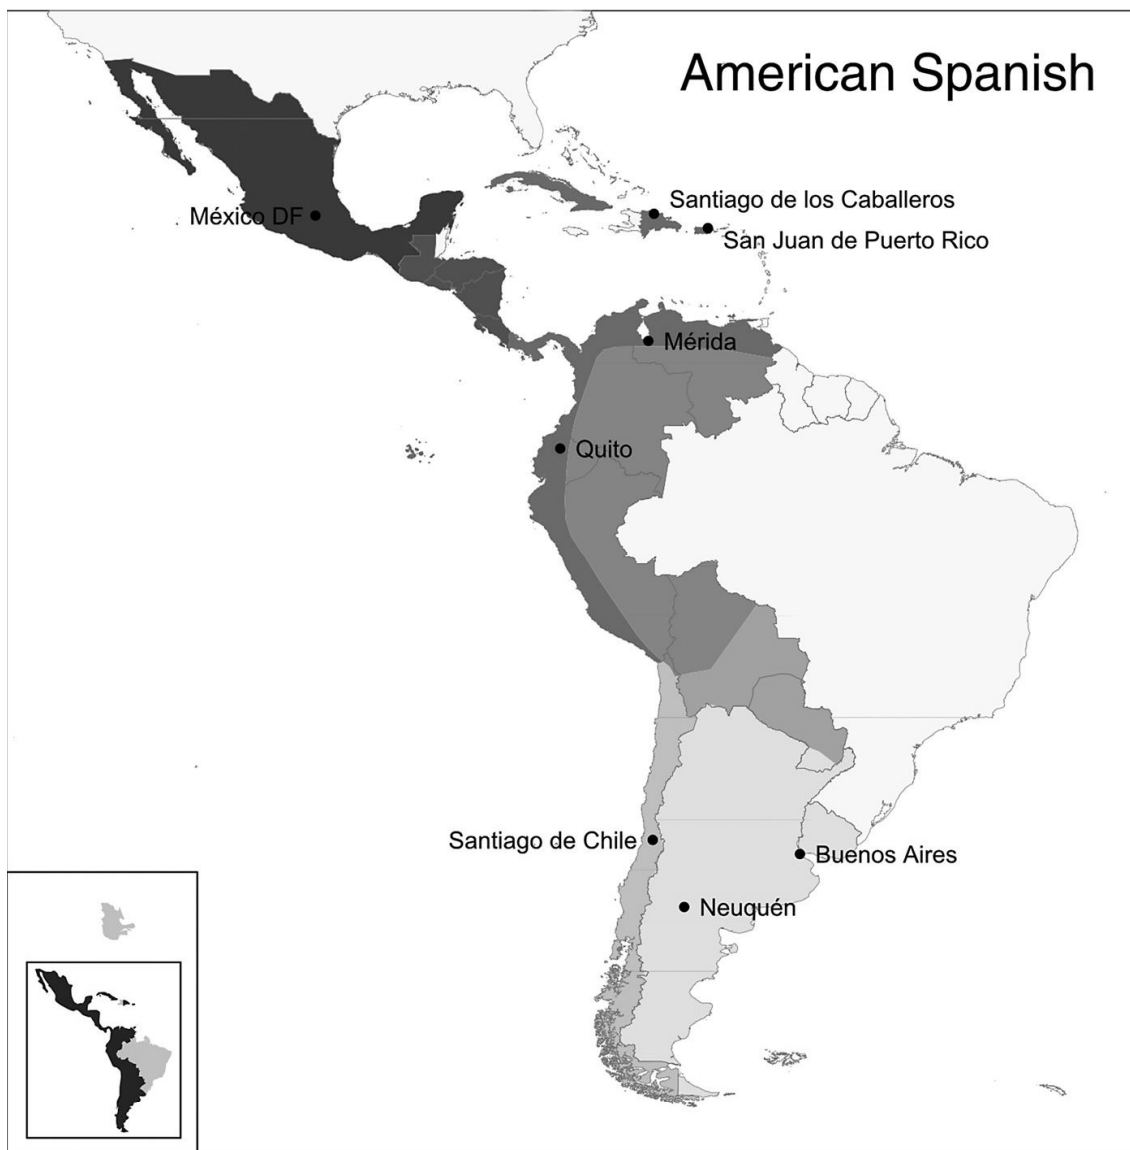 American Spanish
Santiago de los Caballeros
México DF
San Juan de Puerto Rico
Mérida
Quito
Santiago de Chile
Buenos Aires
Neuquén